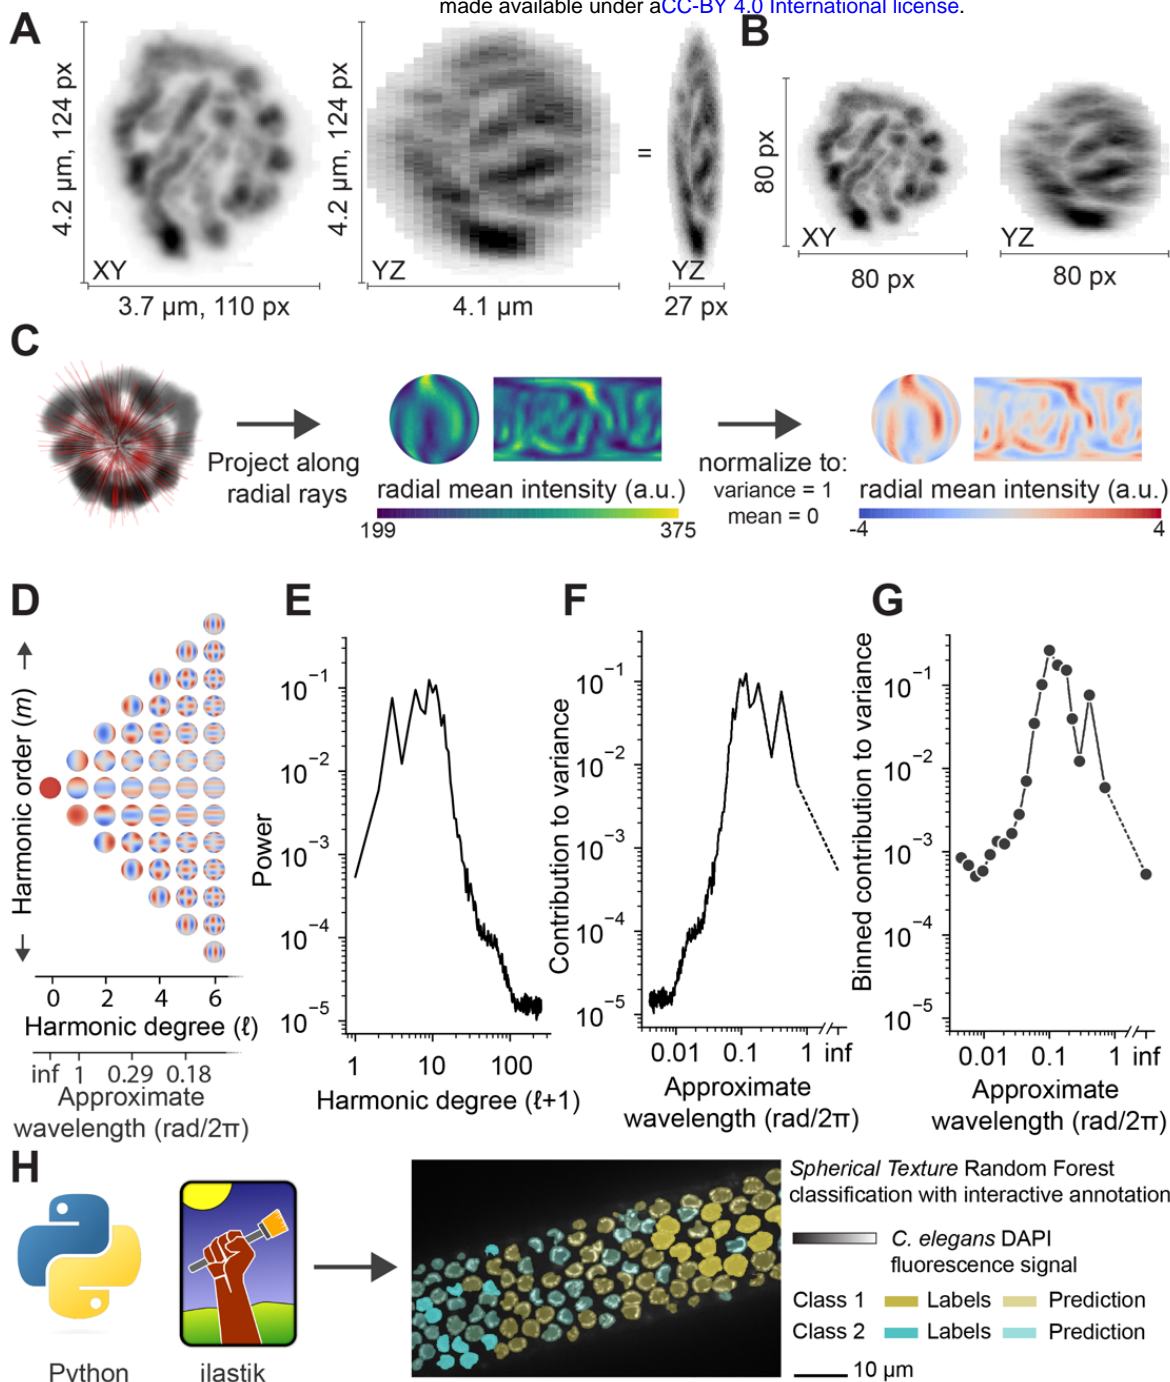 made available under aCC-BY 4.0 International license.
A
4.2 µm, 124 px
XY
3.7 µm, 110 px
4.2 µm, 124 px
YZ
4.1 µm
=
YZ
27 px
B
80 px
XY
80 px
YZ
80 px
C
Project along
radial rays
radial mean intensity (a.u.)
199 375
normalize to:
variance = 1
mean = 0
radial mean intensity (a.u.)
-4 4
D
Harmonic order (m)
0 2 4 6
Harmonic degree (ℓ)
inf 1 0.29 0.18
Approximate
wavelength (rad/2π)
E
Power
10⁻¹
10⁻²
10⁻³
10⁻⁴
10⁻⁵
1 10 100
Harmonic degree (ℓ+1)
F
Contribution to variance
10⁻¹
10⁻²
10⁻³
10⁻⁴
10⁻⁵
0.01 0.1 1 inf
Approximate
wavelength (rad/2π)
G
Binned contribution to variance
10⁻¹
10⁻²
10⁻³
10⁻⁴
10⁻⁵
0.01 0.1 1 inf
Approximate
wavelength (rad/2π)
H
Python
ilastik
Spherical Texture Random Forest
classification with interactive annotation
C. elegans DAPI
fluorescence signal
Class 1 Labels Prediction
Class 2 Labels Prediction
10 µm